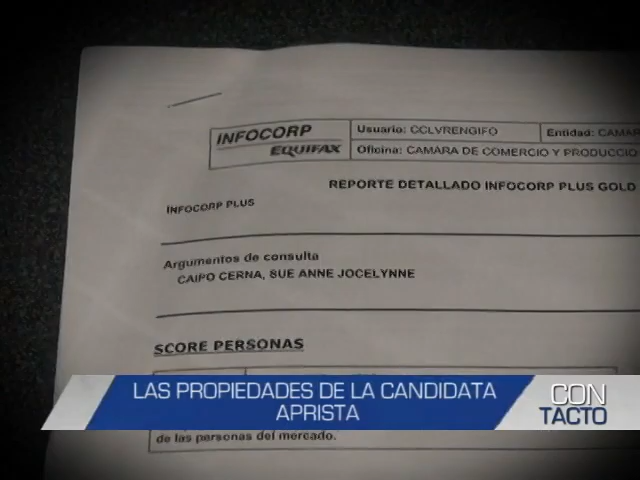 INFOCORP
EQUIFAX
Usuario: CCLVRENGIFO
Entidad: CAMAR
Oficina: CAMARA DE COMERCIO Y PRODUCCIO
REPORTE DETALLADO INFOCORP PLUS GOLD
INFOCORP PLUS
Argumentos de consulta
CAIPO CERNA, SUE ANNE JOCELYNNE
SCORE PERSONAS
LAS PROPIEDADES DE LA CANDIDATA
APRISTA
CON
TACTO
de las personas del mercado.